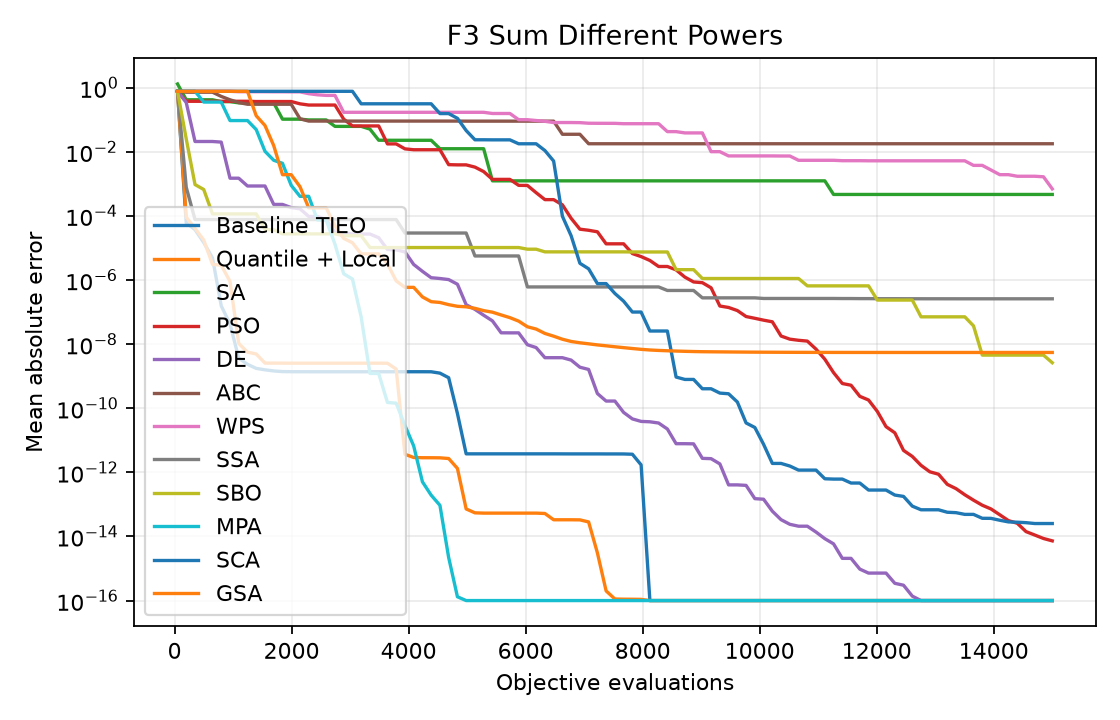 F3 Sum Different Powers
Mean absolute error
10⁰
10⁻²
10⁻⁴
10⁻⁶
10⁻⁸
10⁻¹⁰
10⁻¹²
10⁻¹⁴
10⁻¹⁶
Baseline TIEO
Quantile + Local
SA
PSO
DE
ABC
WPS
SSA
SBO
MPA
SCA
GSA
0 2000 4000 6000 8000 10000 12000 14000
Objective evaluations